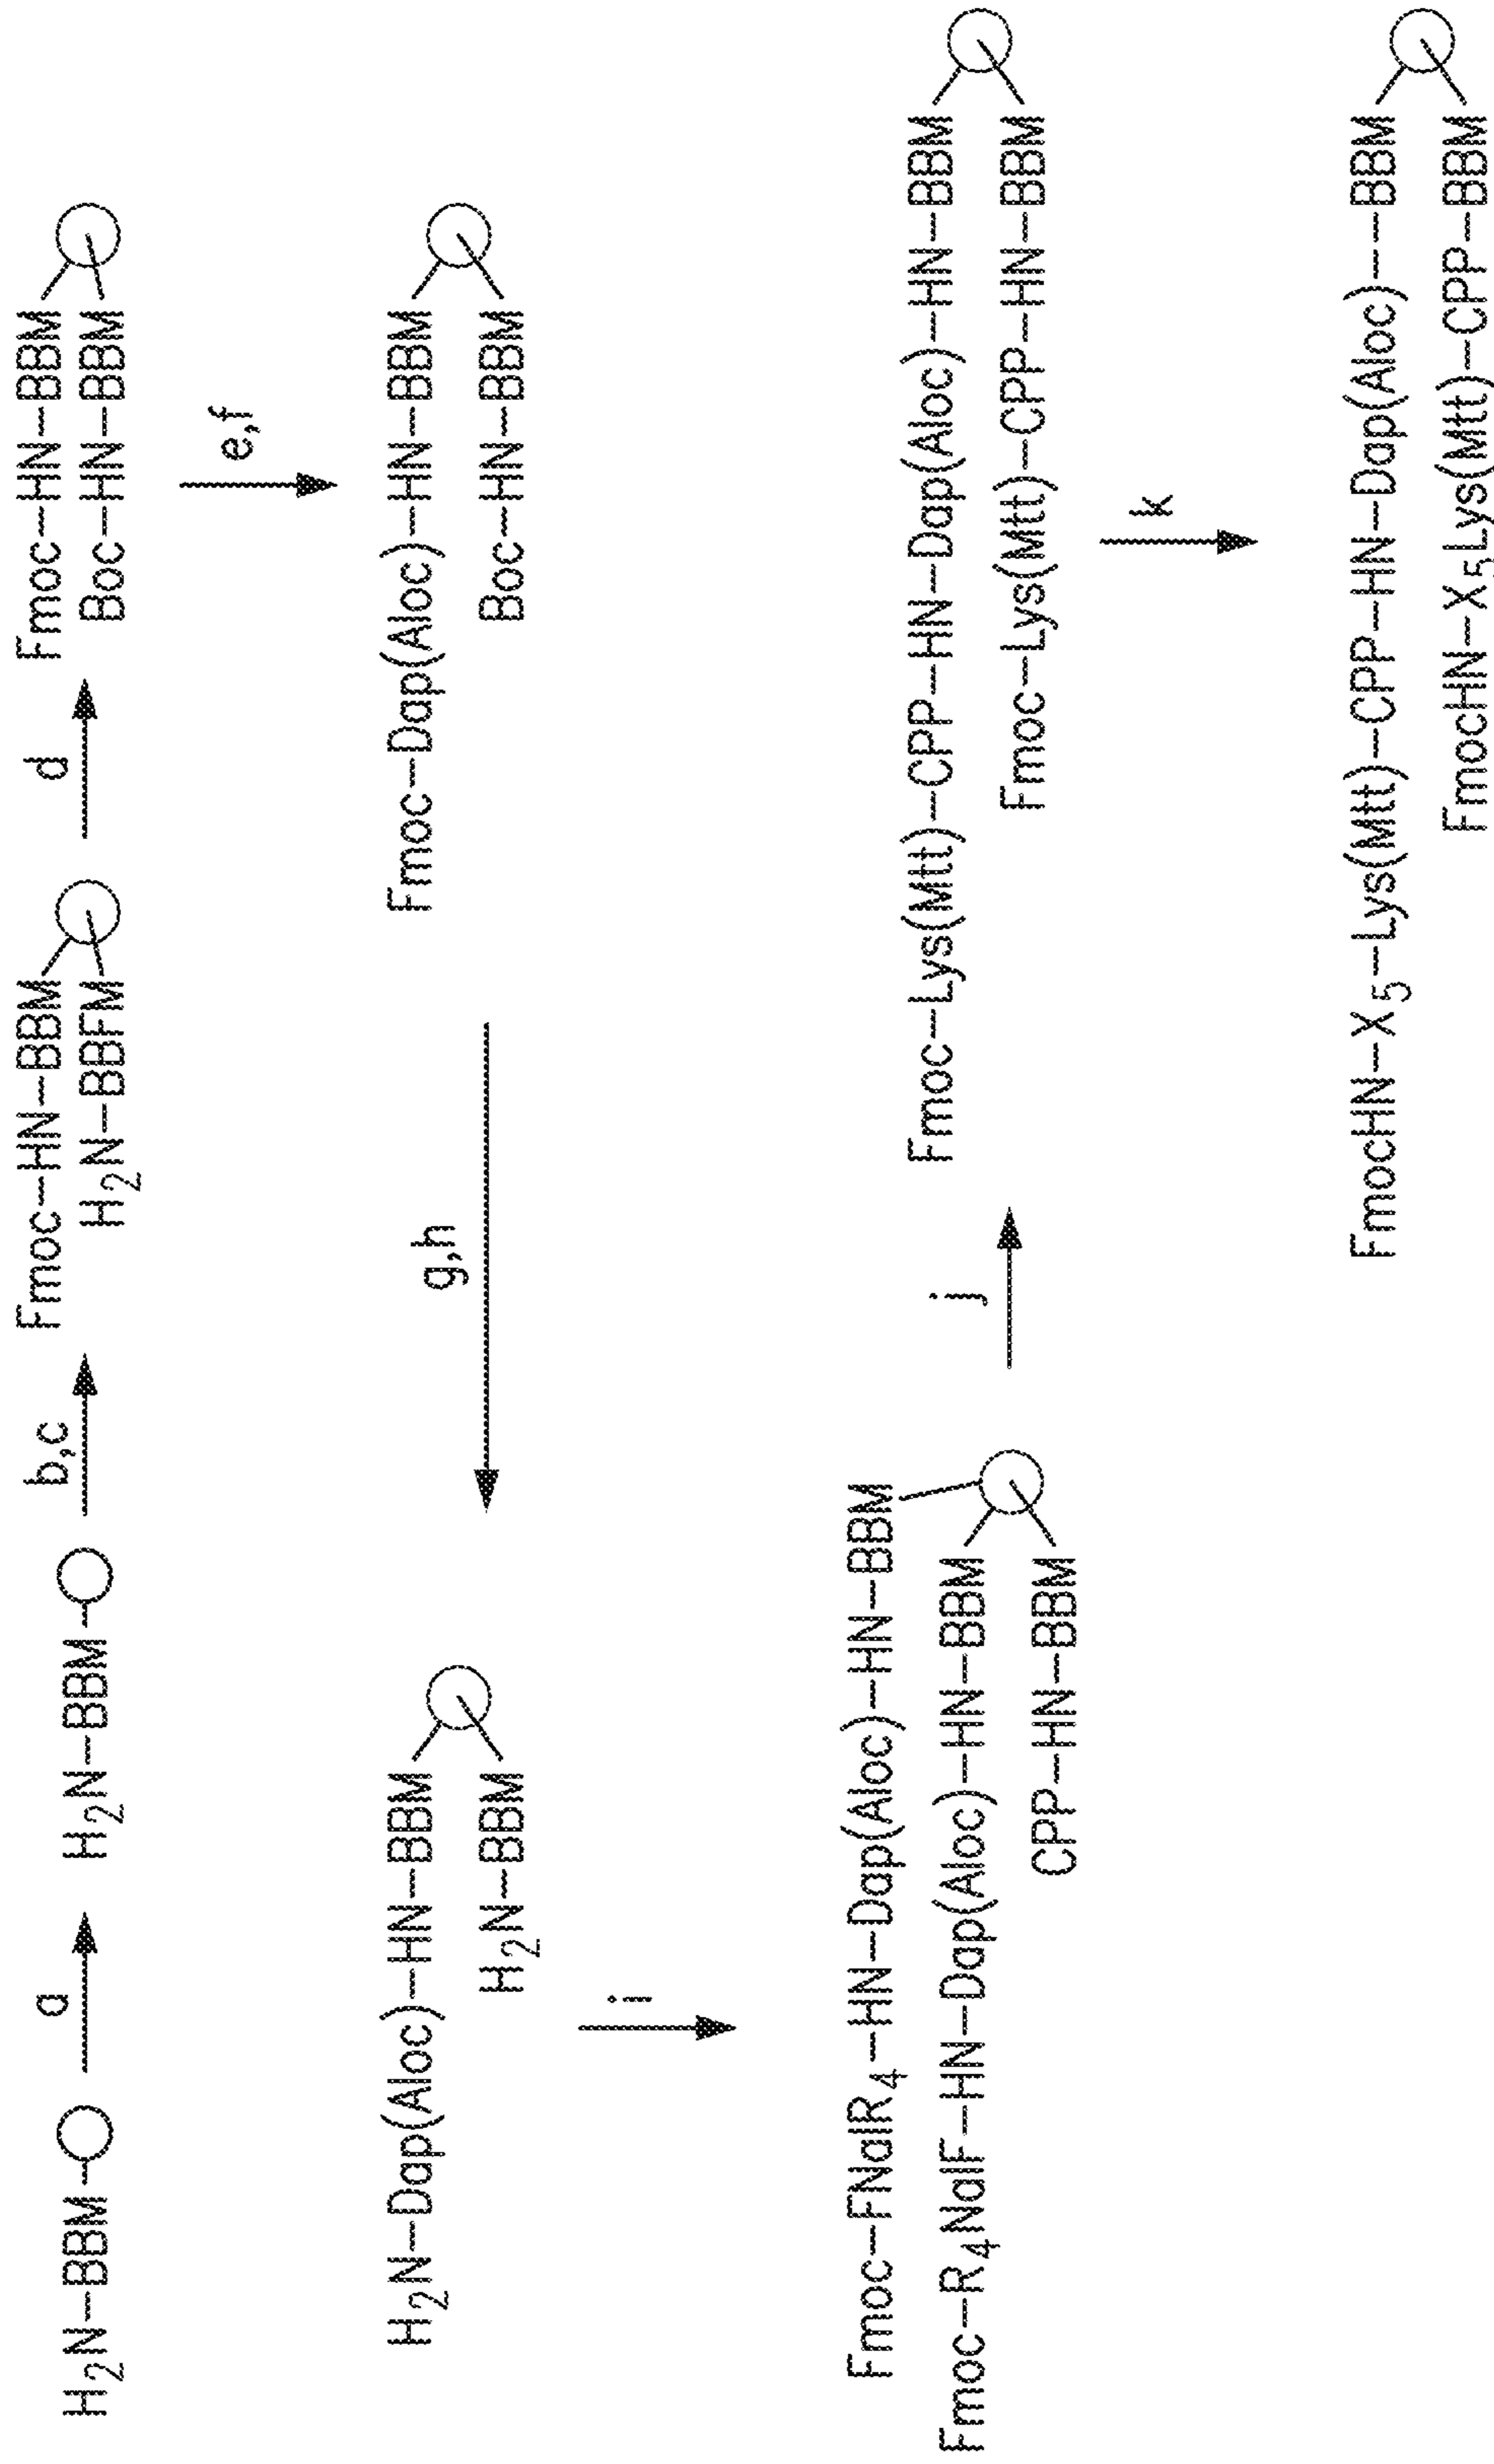 H2N–BBM
a
H2N–BBM
b,c
Fmoc–HN–BBM
H2N–BBFM
d
Fmoc–HN–BBM
Boc–HN–BBM
e,f
Fmoc–Dap(Aloc)–HN–BBM
Boc–HN–BBM
g,h
H2N–Dap(Aloc)–HN–BBM
H2N–BBM
i
Fmoc–FNalR4–HN–Dap(Aloc)–HN–BBM
Fmoc–R4NalF–HN–Dap(Aloc)–HN–BBM
CPP–HN–BBM
j
Fmoc–Lys(Mtt)–CPP–HN–Dap(Aloc)–HN–BBM
Fmoc–Lys(Mtt)–CPP–HN–BBM
k
FmocHN–X5–Lys(Mtt)–CPP–HN–Dap(Aloc)––BBM
FmocHN–X5Lys(Mtt)–CPP–BBM